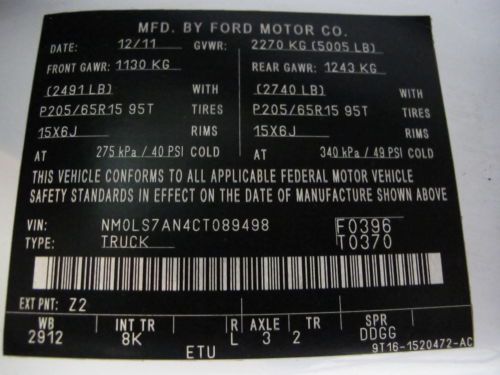 MFD. BY FORD MOTOR CO.
DATE: 12/11 GVWR: 2270 KG (5005 LB)
FRONT GAWR: 1130 KG REAR GAWR: 1243 KG
(2491 LB) WITH (2740 LB) WITH
P205/65R15 95T TIRES P205/65R15 95T TIRES
15X6J RIMS 15X6J RIMS
AT 275 kPa / 40 PSI COLD AT 340 kPa / 49 PSI COLD
THIS VEHICLE CONFORMS TO ALL APPLICABLE FEDERAL MOTOR VEHICLE
SAFETY STANDARDS IN EFFECT ON THE DATE OF MANUFACTURE SHOWN ABOVE
VIN: NM0LS7AN4CT089498 F0396
TYPE: TRUCK T0370
EXT PNT: Z2
WB INT TR R AXLE TR SPR
2912 8K L 3 2 DDGG
ETU 9T16-1520472-AC